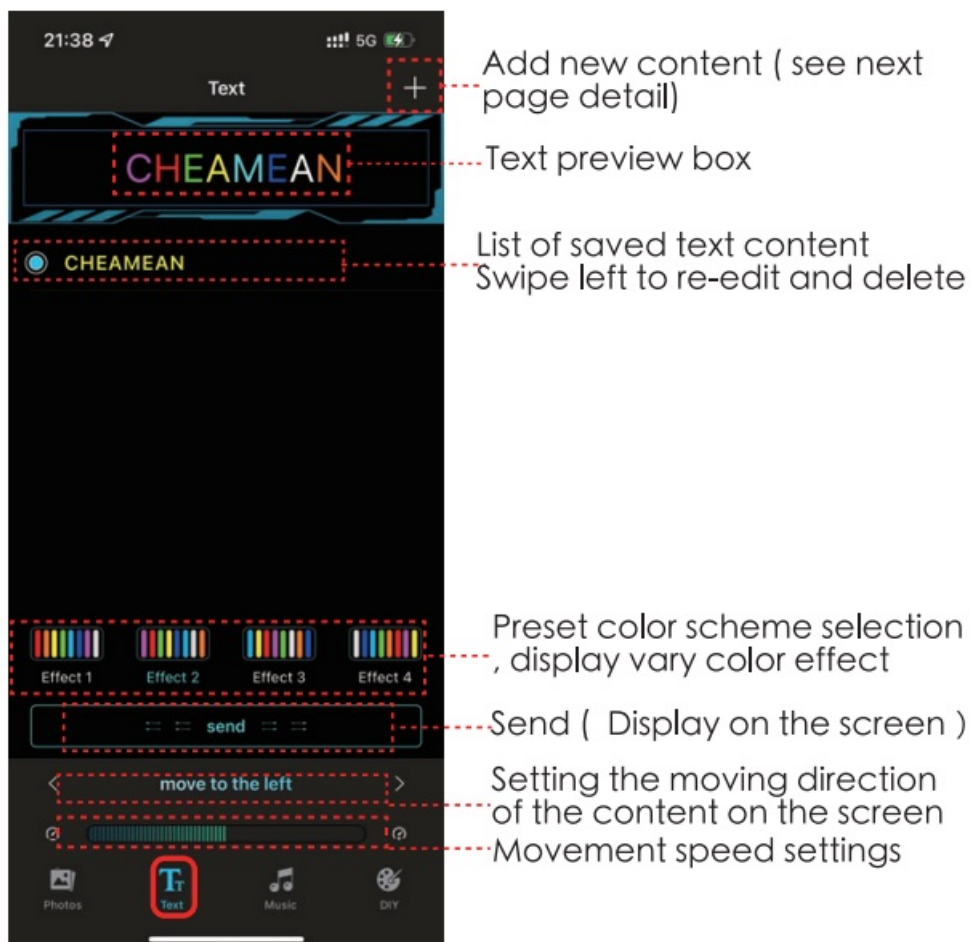 21:38
5G
Text
Add new content ( see next
page detail)
CHEAMEAN
Text preview box
CHEAMEAN
List of saved text content
Swipe left to re-edit and delete
Effect 1 Effect 2 Effect 3 Effect 4
Preset color scheme selection
, display vary color effect
send
Send ( Display on the screen )
move to the left
Setting the moving direction
of the content on the screen
Movement speed settings
Photos Text Music DIY